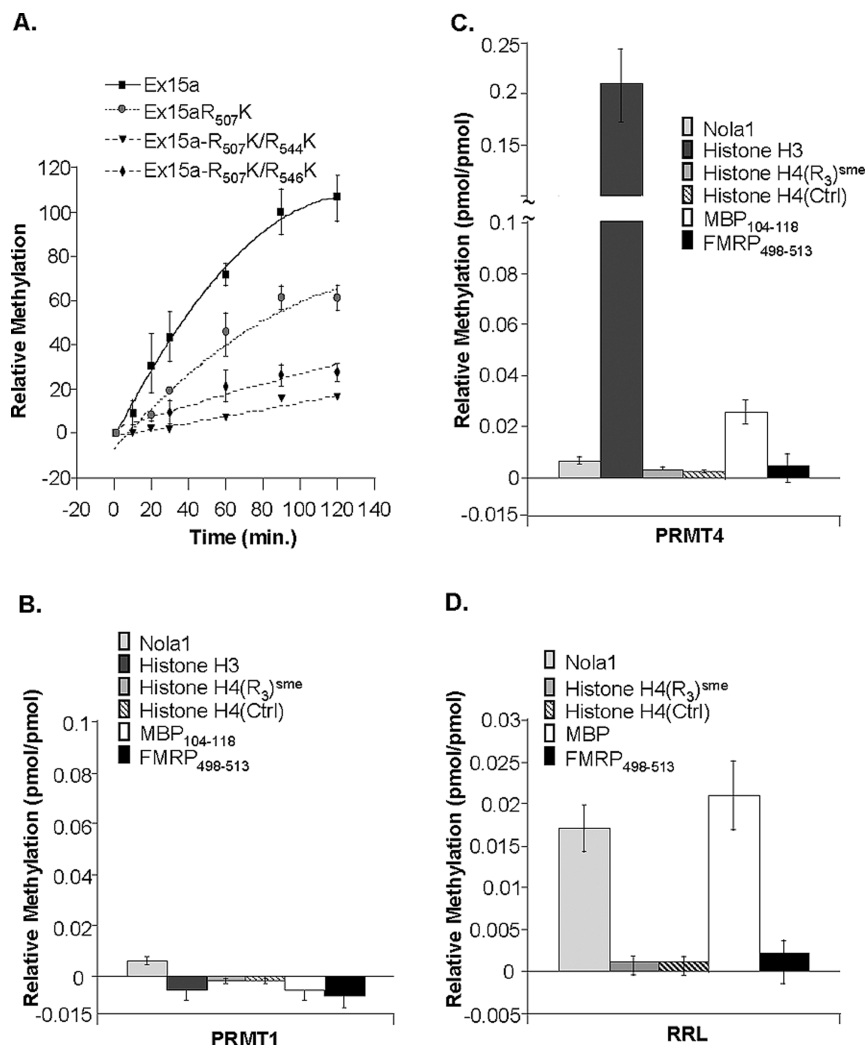 A.
Ex15a
Ex15aR507K
Ex15a-R507K/R544K
Ex15a-R507K/R546K
Relative Methylation
120
100
80
60
40
20
0
-20
-20 0 20 40 60 80 100 120 140
Time (min.)
B.
Nola1
Histone H3
Histone H4(R3)sme
Histone H4(Ctrl)
MBP104-118
FMRP498-513
Relative Methylation (pmol/pmol)
0.1
0.08
0.06
0.04
0.02
0
-0.015
PRMT1
C.
Nola1
Histone H3
Histone H4(R3)sme
Histone H4(Ctrl)
MBP104-118
FMRP498-513
Relative Methylation (pmol/pmol)
0.25
0.2
0.15
~
~
0.1
0.08
0.06
0.04
0.02
0
-0.015
PRMT4
D.
Nola1
Histone H4(R3)sme
Histone H4(Ctrl)
MBP
FMRP498-513
Relative Methylation (pmol/pmol)
0.03
0.025
0.02
0.015
0.01
0.005
0
-0.005
RRL